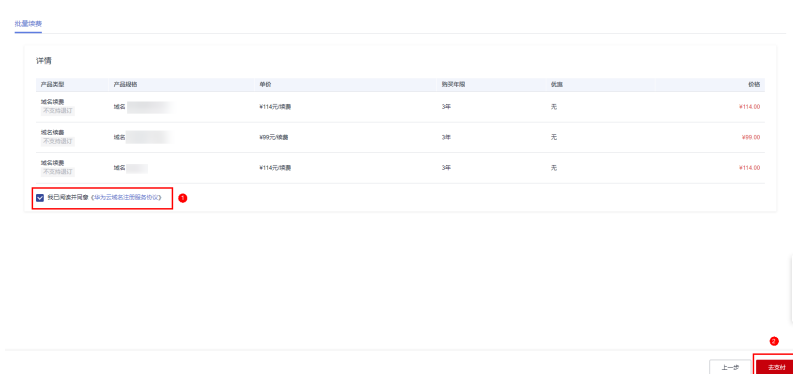 批量续费
详情
产品类型 产品规格 单价 购买年限 优惠 价格
域名续费
不支持退订
域名 ¥114元/续费 3年 无 ¥114.00
域名续费
不支持退订
域名 ¥99元/续费 3年 无 ¥99.00
域名续费
不支持退订
域名 ¥114元/续费 3年 无 ¥114.00
我已阅读并同意《华为云域名注册服务协议》 1
2
上一步 去支付